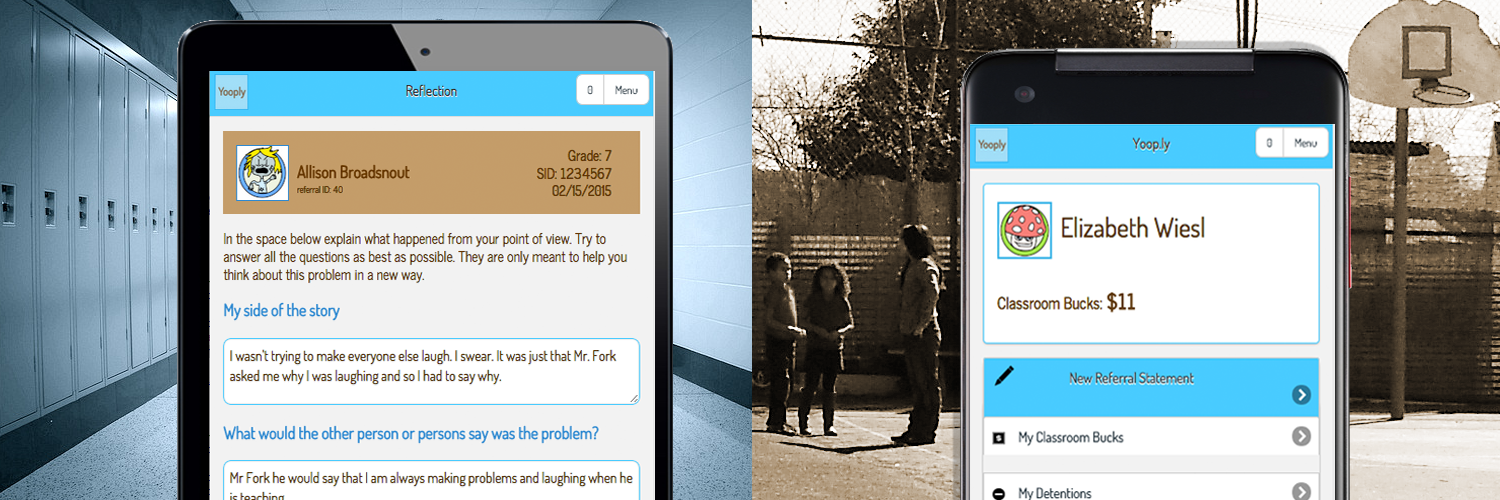 Yooply
Reflection
0
Menu
Allison Broadsnout
referral ID: 40
Grade: 7
SID: 1234567
02/15/2015
In the space below explain what happened from your point of view. Try to
answer all the questions as best as possible. They are only meant to help you
think about this problem in a new way.
My side of the story
I wasn't trying to make everyone else laugh. I swear. It was just that Mr. Fork
asked me why I was laughing and so I had to say why.
What would the other person or persons say was the problem?
Mr Fork he would say that I am always making problems and laughing when he
is teaching
Yooply
Yoop.ly
0
Menu
Elizabeth Wiesl
Classroom Bucks: $11
New Referral Statement
My Classroom Bucks
My Detentions